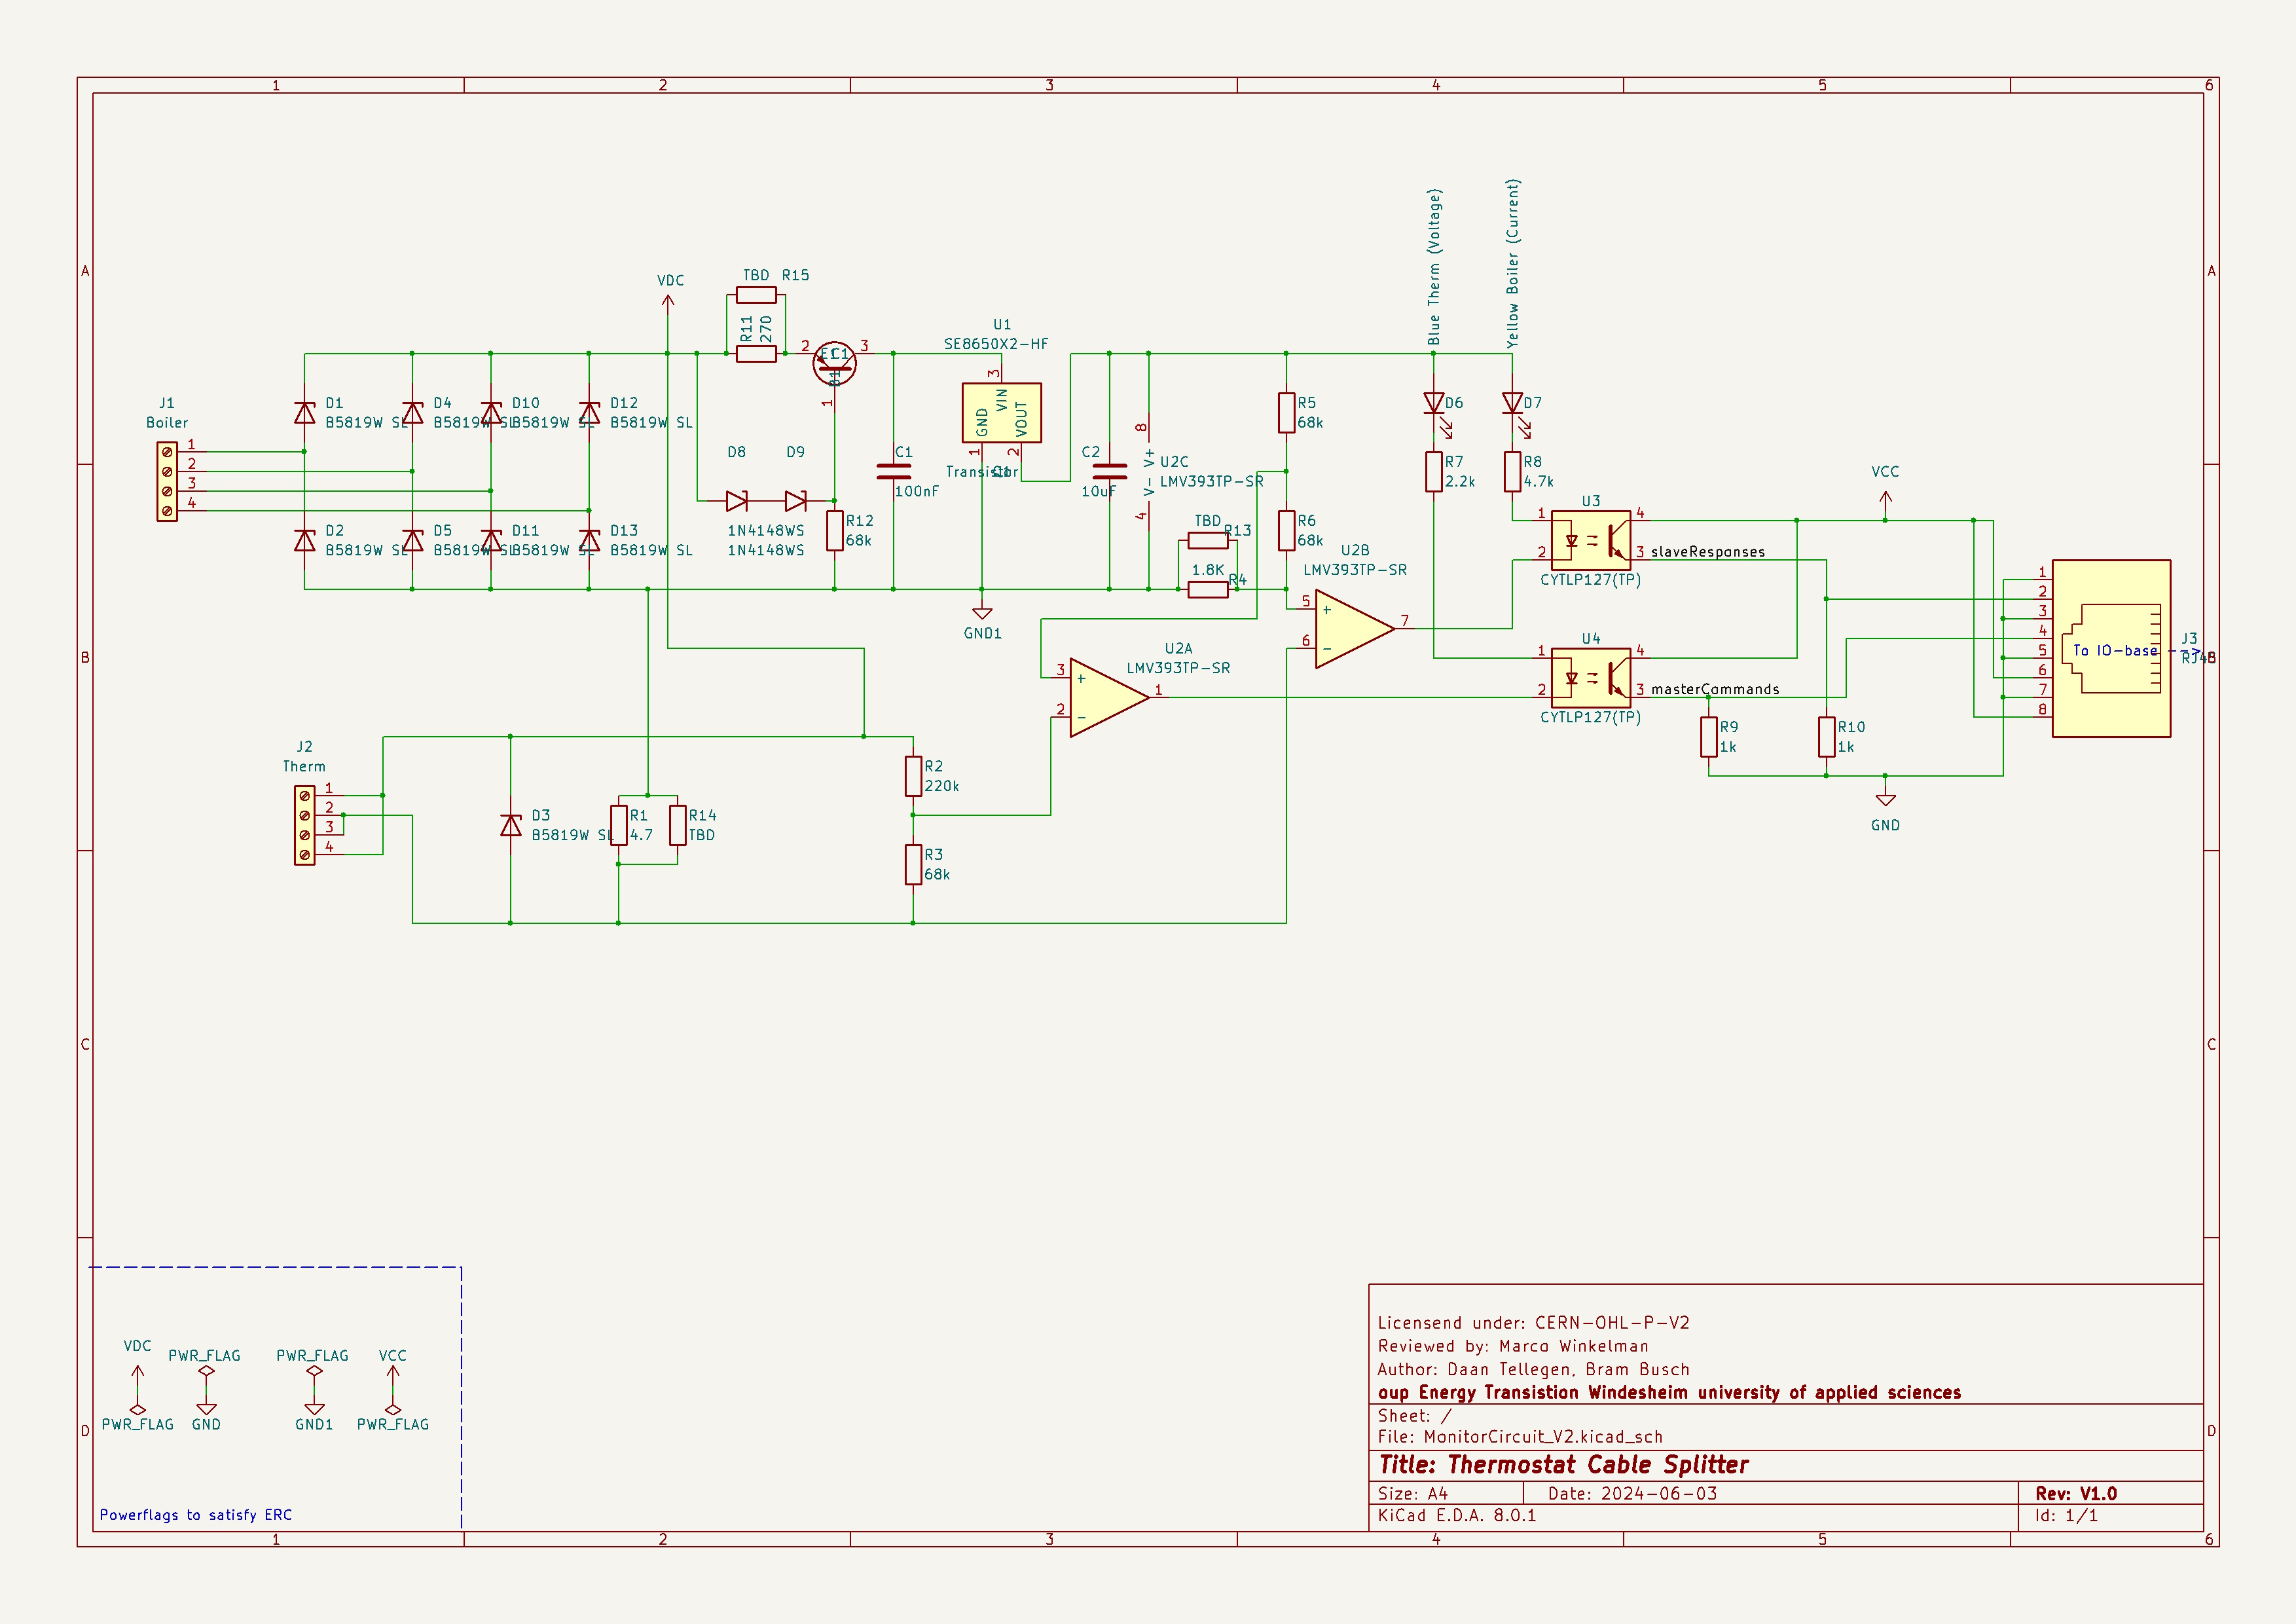 1 2 3 4 5 6
A A
Blue Therm (Voltage)
Yellow Boiler (Current)
VDC
TBD R15
R11 270
2 E1 C1 3
B1
1
U1
SE8650X2-HF
3
VIN
GND
VOUT
1 2
Transistor Q1
J1
Boiler
1
2
3
4
D1
B5819W SL
D4
B5819W SL
D10
B5819W SL
D12
B5819W SL
D2
B5819W SL
D5
B5819W SL
D11
B5819W SL
D13
B5819W SL
D8 D9
1N4148WS
1N4148WS
R12
68k
C1
100nF
C2
10uF
8
V+
V-
4
U2C
LMV393TP-SR
R5
68k
R6
68k
TBD R13
1.8K R4
GND1
D6
D7
R7
2.2k
R8
4.7k
U2B
LMV393TP-SR
5 +
6 -
7
U2A
LMV393TP-SR
3 +
2 -
1
U3
1 4
2 3
CYTLP127(TP)
slaveResponses
U4
1 4
2 3
CYTLP127(TP)
masterCommands
VCC
R9
1k
R10
1k
GND
1
2
3
4
5
6
7
8
To IO-base -->
J3
RJ45
B B
J2
Therm
1
2
3
4
D3
B5819W SL
R1
4.7
R14
TBD
R2
220k
R3
68k
C C
VDC
PWR_FLAG
PWR_FLAG
GND
PWR_FLAG
GND1
VCC
PWR_FLAG
Powerflags to satisfy ERC
D D
Licensend under: CERN-OHL-P-V2
Reviewed by: Marco Winkelman
Author: Daan Tellegen, Bram Busch
oup Energy Transistion Windesheim university of applied sciences
Sheet: /
File: MonitorCircuit_V2.kicad_sch
Title: Thermostat Cable Splitter
Size: A4 Date: 2024-06-03 Rev: V1.0
KiCad E.D.A. 8.0.1 Id: 1/1
1 2 3 4 5 6